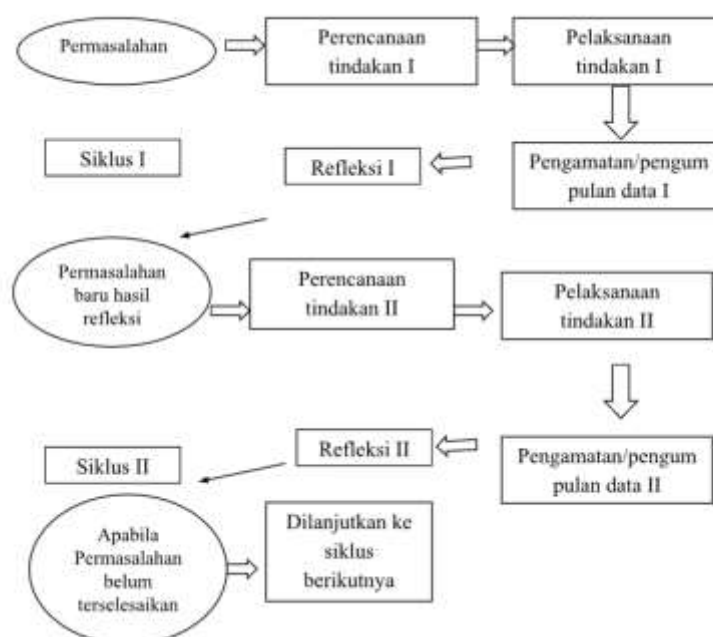 Permasalahan
Perencanaan
tindakan I
Pelaksanaan
tindakan I
Siklus I
Refleksi I
Pengamatan/pengum
pulan data I
Permasalahan
baru hasil
refleksi
Perencanaan
tindakan II
Pelaksanaan
tindakan II
Siklus II
Refleksi II
Pengamatan/pengum
pulan data II
Apabila
Permasalahan
belum
terselesaikan
Dilanjutkan ke
siklus
berikutnya